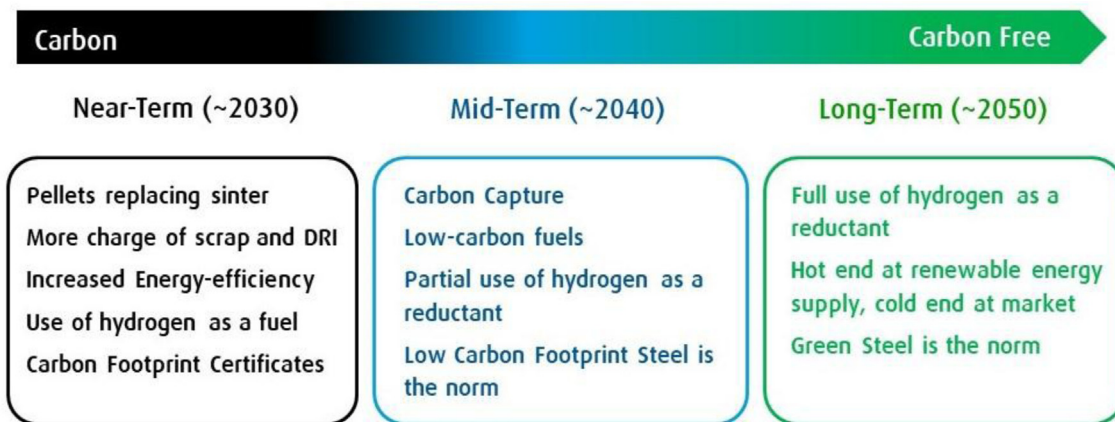 Carbon
Carbon Free
Near-Term (~2030)
Mid-Term (~2040)
Long-Term (~2050)
Pellets replacing sinter
More charge of scrap and DRI
Increased Energy-efficiency
Use of hydrogen as a fuel
Carbon Footprint Certificates
Carbon Capture
Low-carbon fuels
Partial use of hydrogen as a
reductant
Low Carbon Footprint Steel is
the norm
Full use of hydrogen as a
reductant
Hot end at renewable energy
supply, cold end at market
Green Steel is the norm